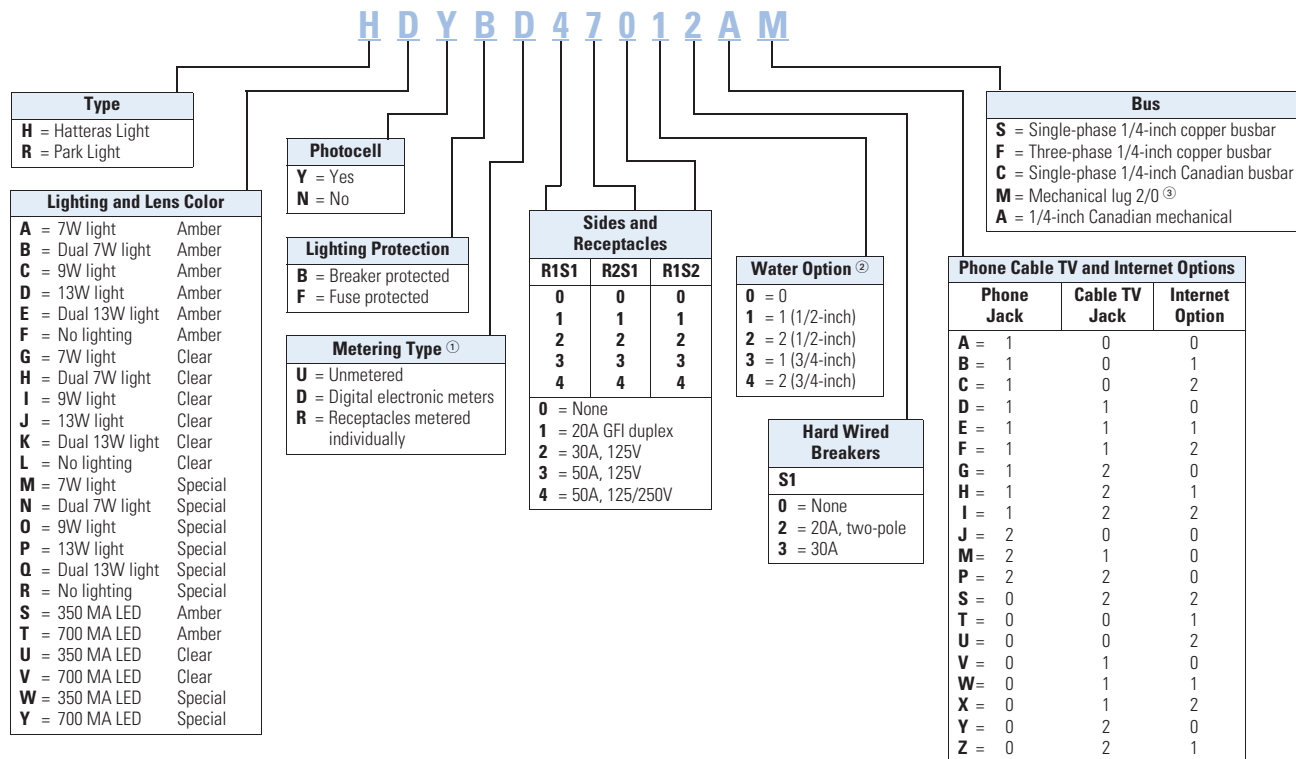 H D Y B D 4 7 0 1 2 A M
Type
H = Hatteras Light
R = Park Light
Lighting and Lens Color
A = 7W light Amber
B = Dual 7W light Amber
C = 9W light Amber
D = 13W light Amber
E = Dual 13W light Amber
F = No lighting Amber
G = 7W light Clear
H = Dual 7W light Clear
I = 9W light Clear
J = 13W light Clear
K = Dual 13W light Clear
L = No lighting Clear
M = 7W light Special
N = Dual 7W light Special
O = 9W light Special
P = 13W light Special
Q = Dual 13W light Special
R = No lighting Special
S = 350 MA LED Amber
T = 700 MA LED Amber
U = 350 MA LED Clear
V = 700 MA LED Clear
W = 350 MA LED Special
Y = 700 MA LED Special
Photocell
Y = Yes
N = No
Lighting Protection
B = Breaker protected
F = Fuse protected
Metering Type ①
U = Unmetered
D = Digital electronic meters
R = Receptacles metered
individually
Sides and
Receptacles
R1S1 R2S1 R1S2
0 0 0
1 1 1
2 2 2
3 3 3
4 4 4
0 = None
1 = 20A GFI duplex
2 = 30A, 125V
3 = 50A, 125V
4 = 50A, 125/250V
Water Option ②
0 = 0
1 = 1 (1/2-inch)
2 = 2 (1/2-inch)
3 = 1 (3/4-inch)
4 = 2 (3/4-inch)
Hard Wired
Breakers
S1
0 = None
2 = 20A, two-pole
3 = 30A
Bus
S = Single-phase 1/4-inch copper busbar
F = Three-phase 1/4-inch copper busbar
C = Single-phase 1/4-inch Canadian busbar
M = Mechanical lug 2/0 ③
A = 1/4-inch Canadian mechanical
Phone Cable TV and Internet Options
Phone Cable TV Internet
Jack Jack Option
A = 1 0 0
B = 1 0 1
C = 1 0 2
D = 1 1 0
E = 1 1 1
F = 1 1 2
G = 1 2 0
H = 1 2 1
I = 1 2 2
J = 2 0 0
M = 2 1 0
P = 2 2 0
S = 0 2 2
T = 0 0 1
U = 0 0 2
V = 0 1 0
W= 0 1 1
X = 0 1 2
Y = 0 2 0
Z = 0 2 1